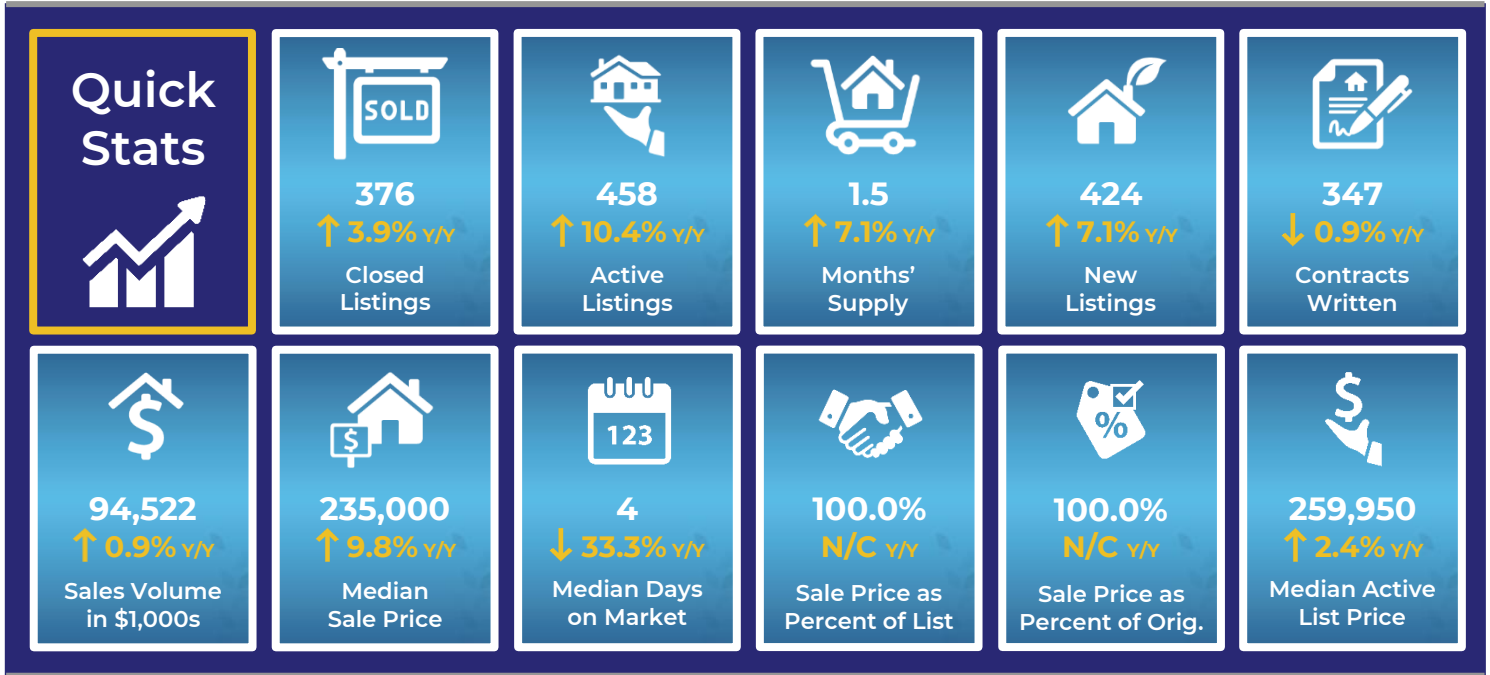 Quick
Stats
SOLD
376
↑ 3.9% Y/Y
Closed
Listings
458
↑ 10.4% Y/Y
Active
Listings
1.5
↑ 7.1% Y/Y
Months’
Supply
424
↑ 7.1% Y/Y
New
Listings
347
↓ 0.9% Y/Y
Contracts
Written
$
94,522
↑ 0.9% Y/Y
Sales Volume
in $1,000s
$
235,000
↑ 9.8% Y/Y
Median
Sale Price
123
4
↓ 33.3% Y/Y
Median Days
on Market
100.0%
N/C Y/Y
Sale Price as
Percent of List
%
100.0%
N/C Y/Y
Sale Price as
Percent of Orig.
$
259,950
↑ 2.4% Y/Y
Median Active
List Price